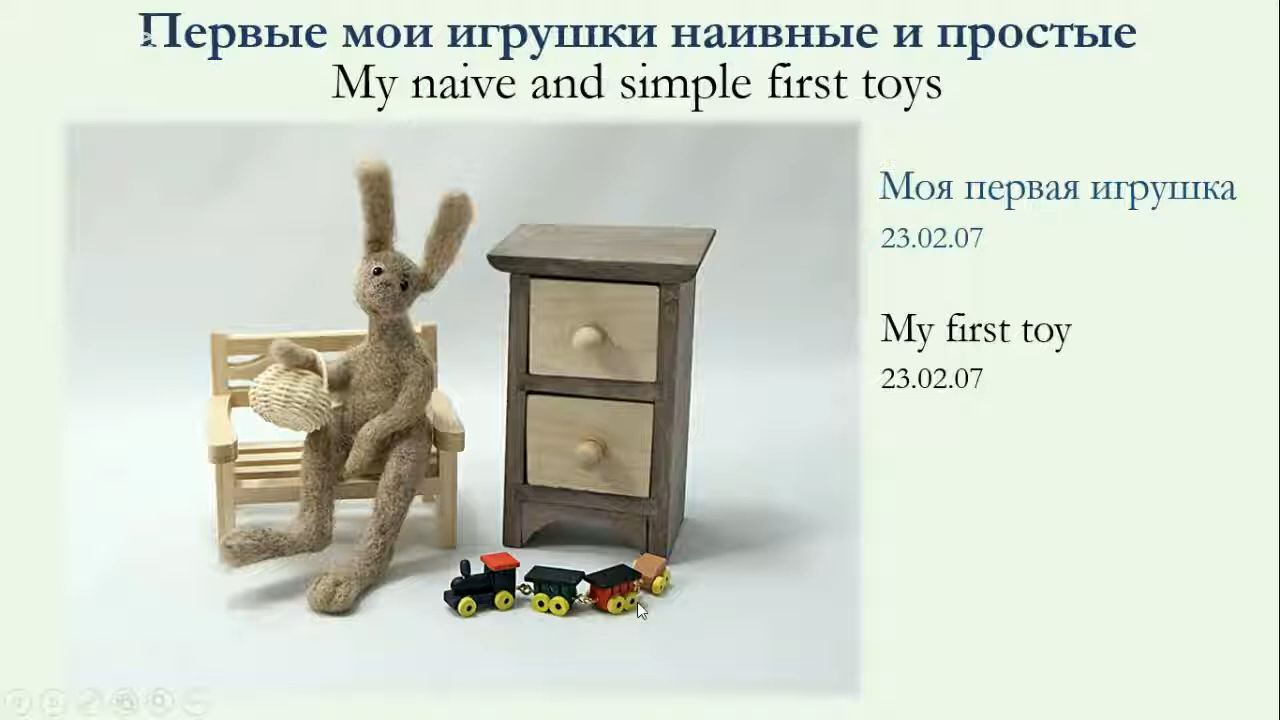 Первые мои игрушки наивные и простые
My naive and simple first toys
Моя первая игрушка
23.02.07
My first toy
23.02.07